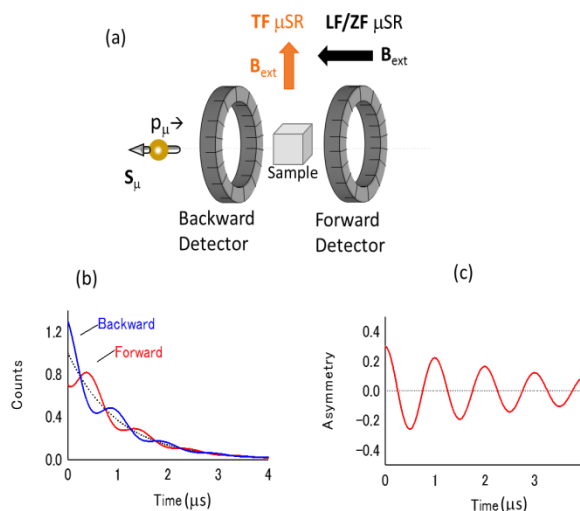 (a)
TF μSR
LF/ZF μSR
B_ext
B_ext
p_μ→
S_μ
Sample
Backward
Detector
Forward
Detector
(b)
(c)
Backward
Forward
Counts
1.2
0.8
0.4
0.0
0
1
2
3
4
Time (μs)
Asymmetry
0.4
0.2
0.0
-0.2
-0.4
0
1
2
3
Time (μs)